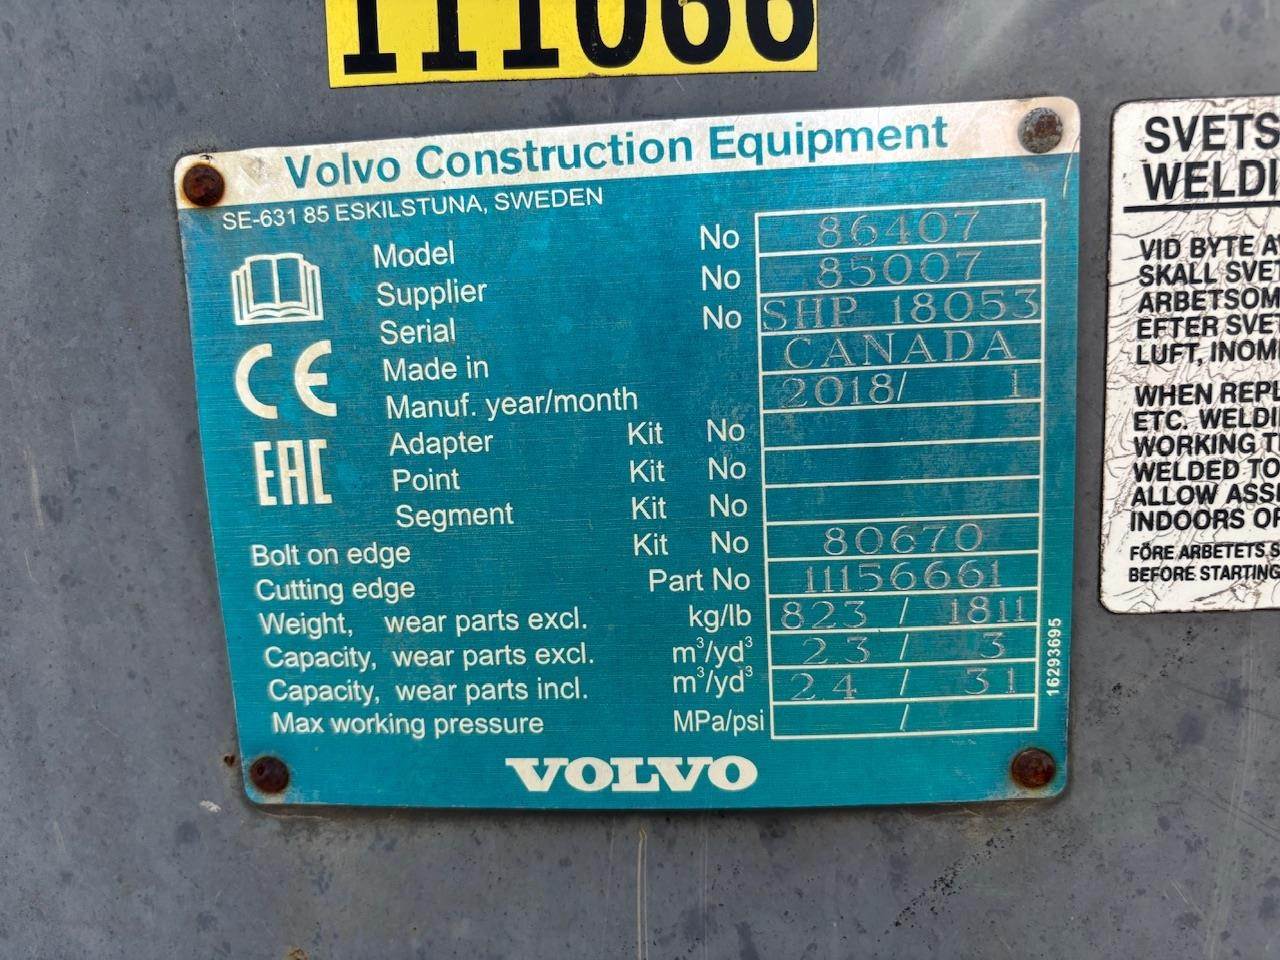 111066
Volvo Construction Equipment
SE-631 85 ESKILSTUNA, SWEDEN
Model No 86407
Supplier No 85007
Serial No SHP 18053
Made in CANADA
Manuf. year/month 2018/ 1
Adapter Kit No
Point Kit No
Segment Kit No
Bolt on edge Kit No 80670
Cutting edge Part No 11156661
Weight, wear parts excl. kg/lb 823 / 1811
Capacity, wear parts excl. m³/yd³ 2.3 / 3
Capacity, wear parts incl. m³/yd³ 2.4 / 3.1
Max working pressure MPa/psi /
CE
EAC
VOLVO
16293695
SVETS
WELDI
VID BYTE A
SKALL SVET
ARBETSOM
EFTER SVET
LUFT, INOM
WHEN REPL
ETC. WELDI
WORKING T
WELDED TO
ALLOW ASS
INDOORS O
FÖRE ARBETETS S
BEFORE STARTING